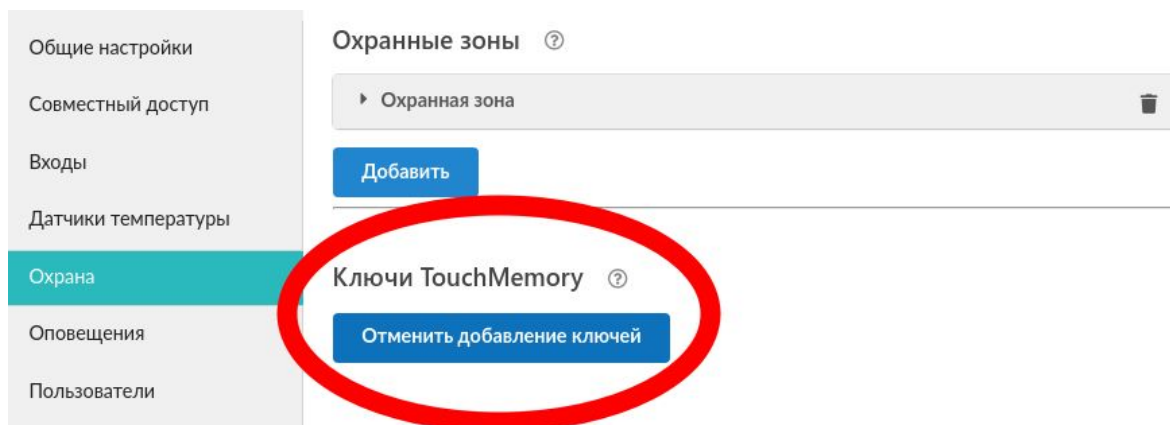 Общие настройки
Совместный доступ
Входы
Датчики температуры
Охрана
Оповещения
Пользователи
Охранные зоны
Охранная зона
Добавить
Ключи TouchMemory
Отменить добавление ключей